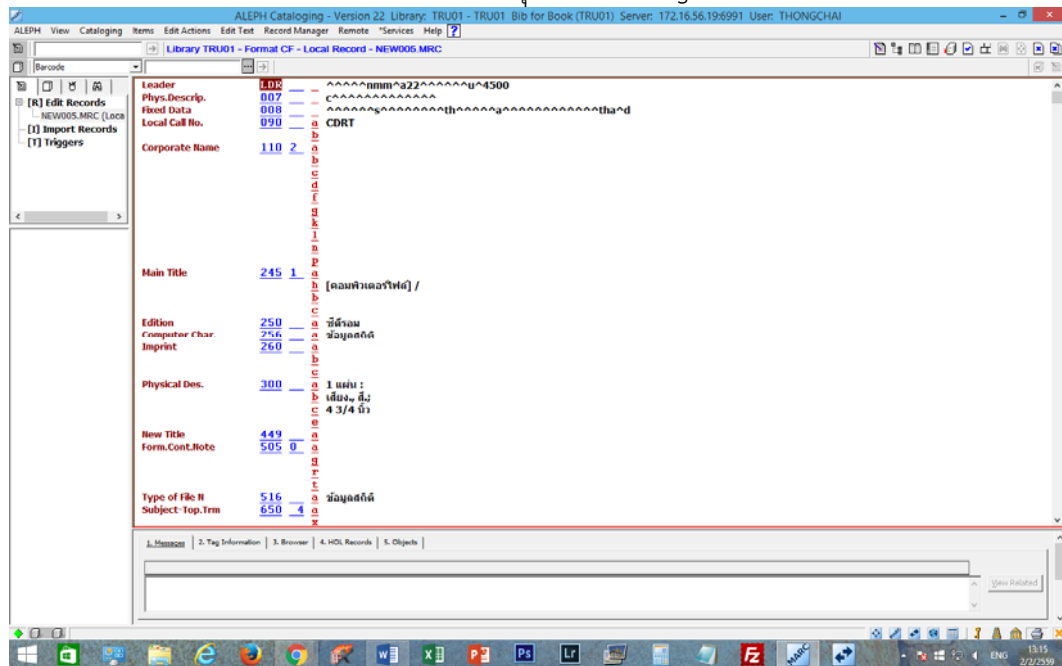 ALEPH Cataloging - Version 22 Library: TRU01 - TRU01 Bib for Book (TRU01) Server: 172.16.56.19:6991 User: THONGCHAI
ALEPH View Cataloging Items Edit Actions Edit Text Record Manager Remote "Services Help ?
Library TRU01 - Format CF - Local Record - NEW005.MRC
Barcode
[R] Edit Records
NEW005.MRC (Loca
[I] Import Records
[T] Triggers
Leader LDR ^^^^^nmm^a22^^^^^^u^4500
Phys.Descrip. 007 c^^^^^^^^^^^^^
Fixed Data 008 ^^^^^^s^^^^^^^^th^^^^^a^^^^^^^^^^^^^tha^d
Local Call No. 090 a CDRT
b
Corporate Name 110 2 a
b
c
d
f
g
k
l
n
p
Main Title 245 1 a
h [คอมพิวเตอร์ไฟล์] /
b
c
Edition 250 a ซีดีรอม
Computer Char. 256 a ข้อมูลสถิติ
Imprint 260 a
b
c
Physical Des. 300 a 1 แผ่น :
b เสียง., สี.;
c 4 3/4 นิ้ว
e
New Title 449 a
Form.Cont.Note 505 0 a
g
r
t
Type of File N 516 a ข้อมูลสถิติ
Subject-Top.Trm 650 4 a
x
1. Messages 2. Tag Information 3. Browser 4. HOL Records 5. Objects
View Related
ENG 13:15
2/2/2559